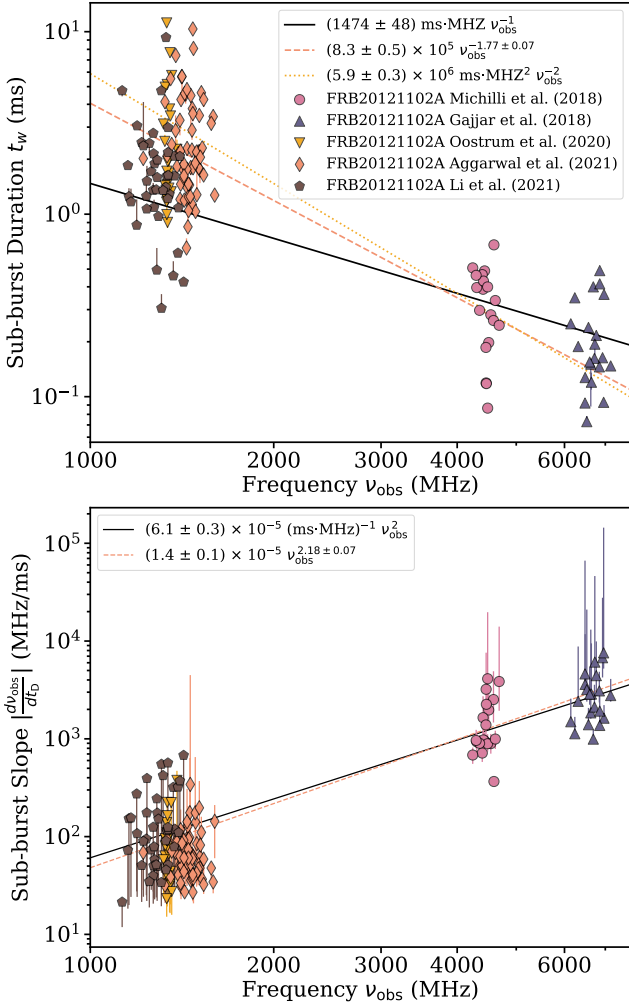 (1474 ± 48) ms·MHZ ν_obs^−1
(8.3 ± 0.5) × 10^5 ν_obs^−1.77 ± 0.07
(5.9 ± 0.3) × 10^6 ms·MHZ^2 ν_obs^−2
FRB20121102A Michilli et al. (2018)
FRB20121102A Gajjar et al. (2018)
FRB20121102A Oostrum et al. (2020)
FRB20121102A Aggarwal et al. (2021)
FRB20121102A Li et al. (2021)
Sub-burst Duration t_w (ms)
10^1
10^0
10^−1
1000 2000 3000 4000 6000
Frequency ν_obs (MHz)
(6.1 ± 0.3) × 10^−5 (ms·MHz)^−1 ν_obs^2
(1.4 ± 0.1) × 10^−5 ν_obs^2.18 ± 0.07
Sub-burst Slope |dν_obs/dt_D| (MHz/ms)
10^5
10^4
10^3
10^2
10^1
1000 2000 3000 4000 6000
Frequency ν_obs (MHz)